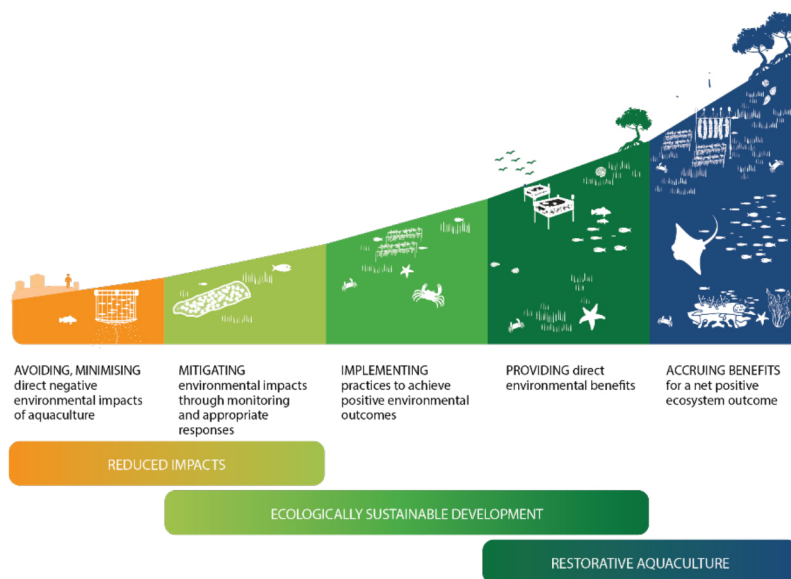 AVOIDING, MINIMISING
direct negative
environmental impacts
of aquaculture
MITIGATING
environmental impacts
through monitoring
and appropriate
responses
IMPLEMENTING
practices to achieve
positive environmental
outcomes
PROVIDING direct
environmental benefits
ACCRUING BENEFITS
for a net positive
ecosystem outcome
REDUCED IMPACTS
ECOLOGICALLY SUSTAINABLE DEVELOPMENT
RESTORATIVE AQUACULTURE